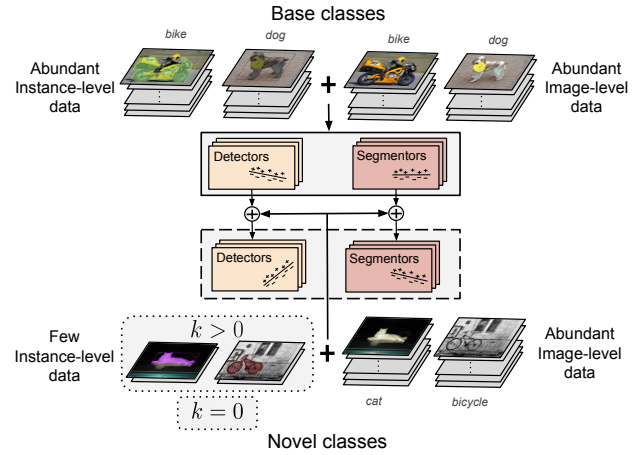 Base classes
bike
dog
bike
dog
Abundant
Instance-level
data
+
Abundant
Image-level
data
Detectors
Segmentors
Detectors
Segmentors
Few
Instance-level
data
k > 0
k = 0
+
Abundant
Image-level
data
cat
bicycle
Novel classes